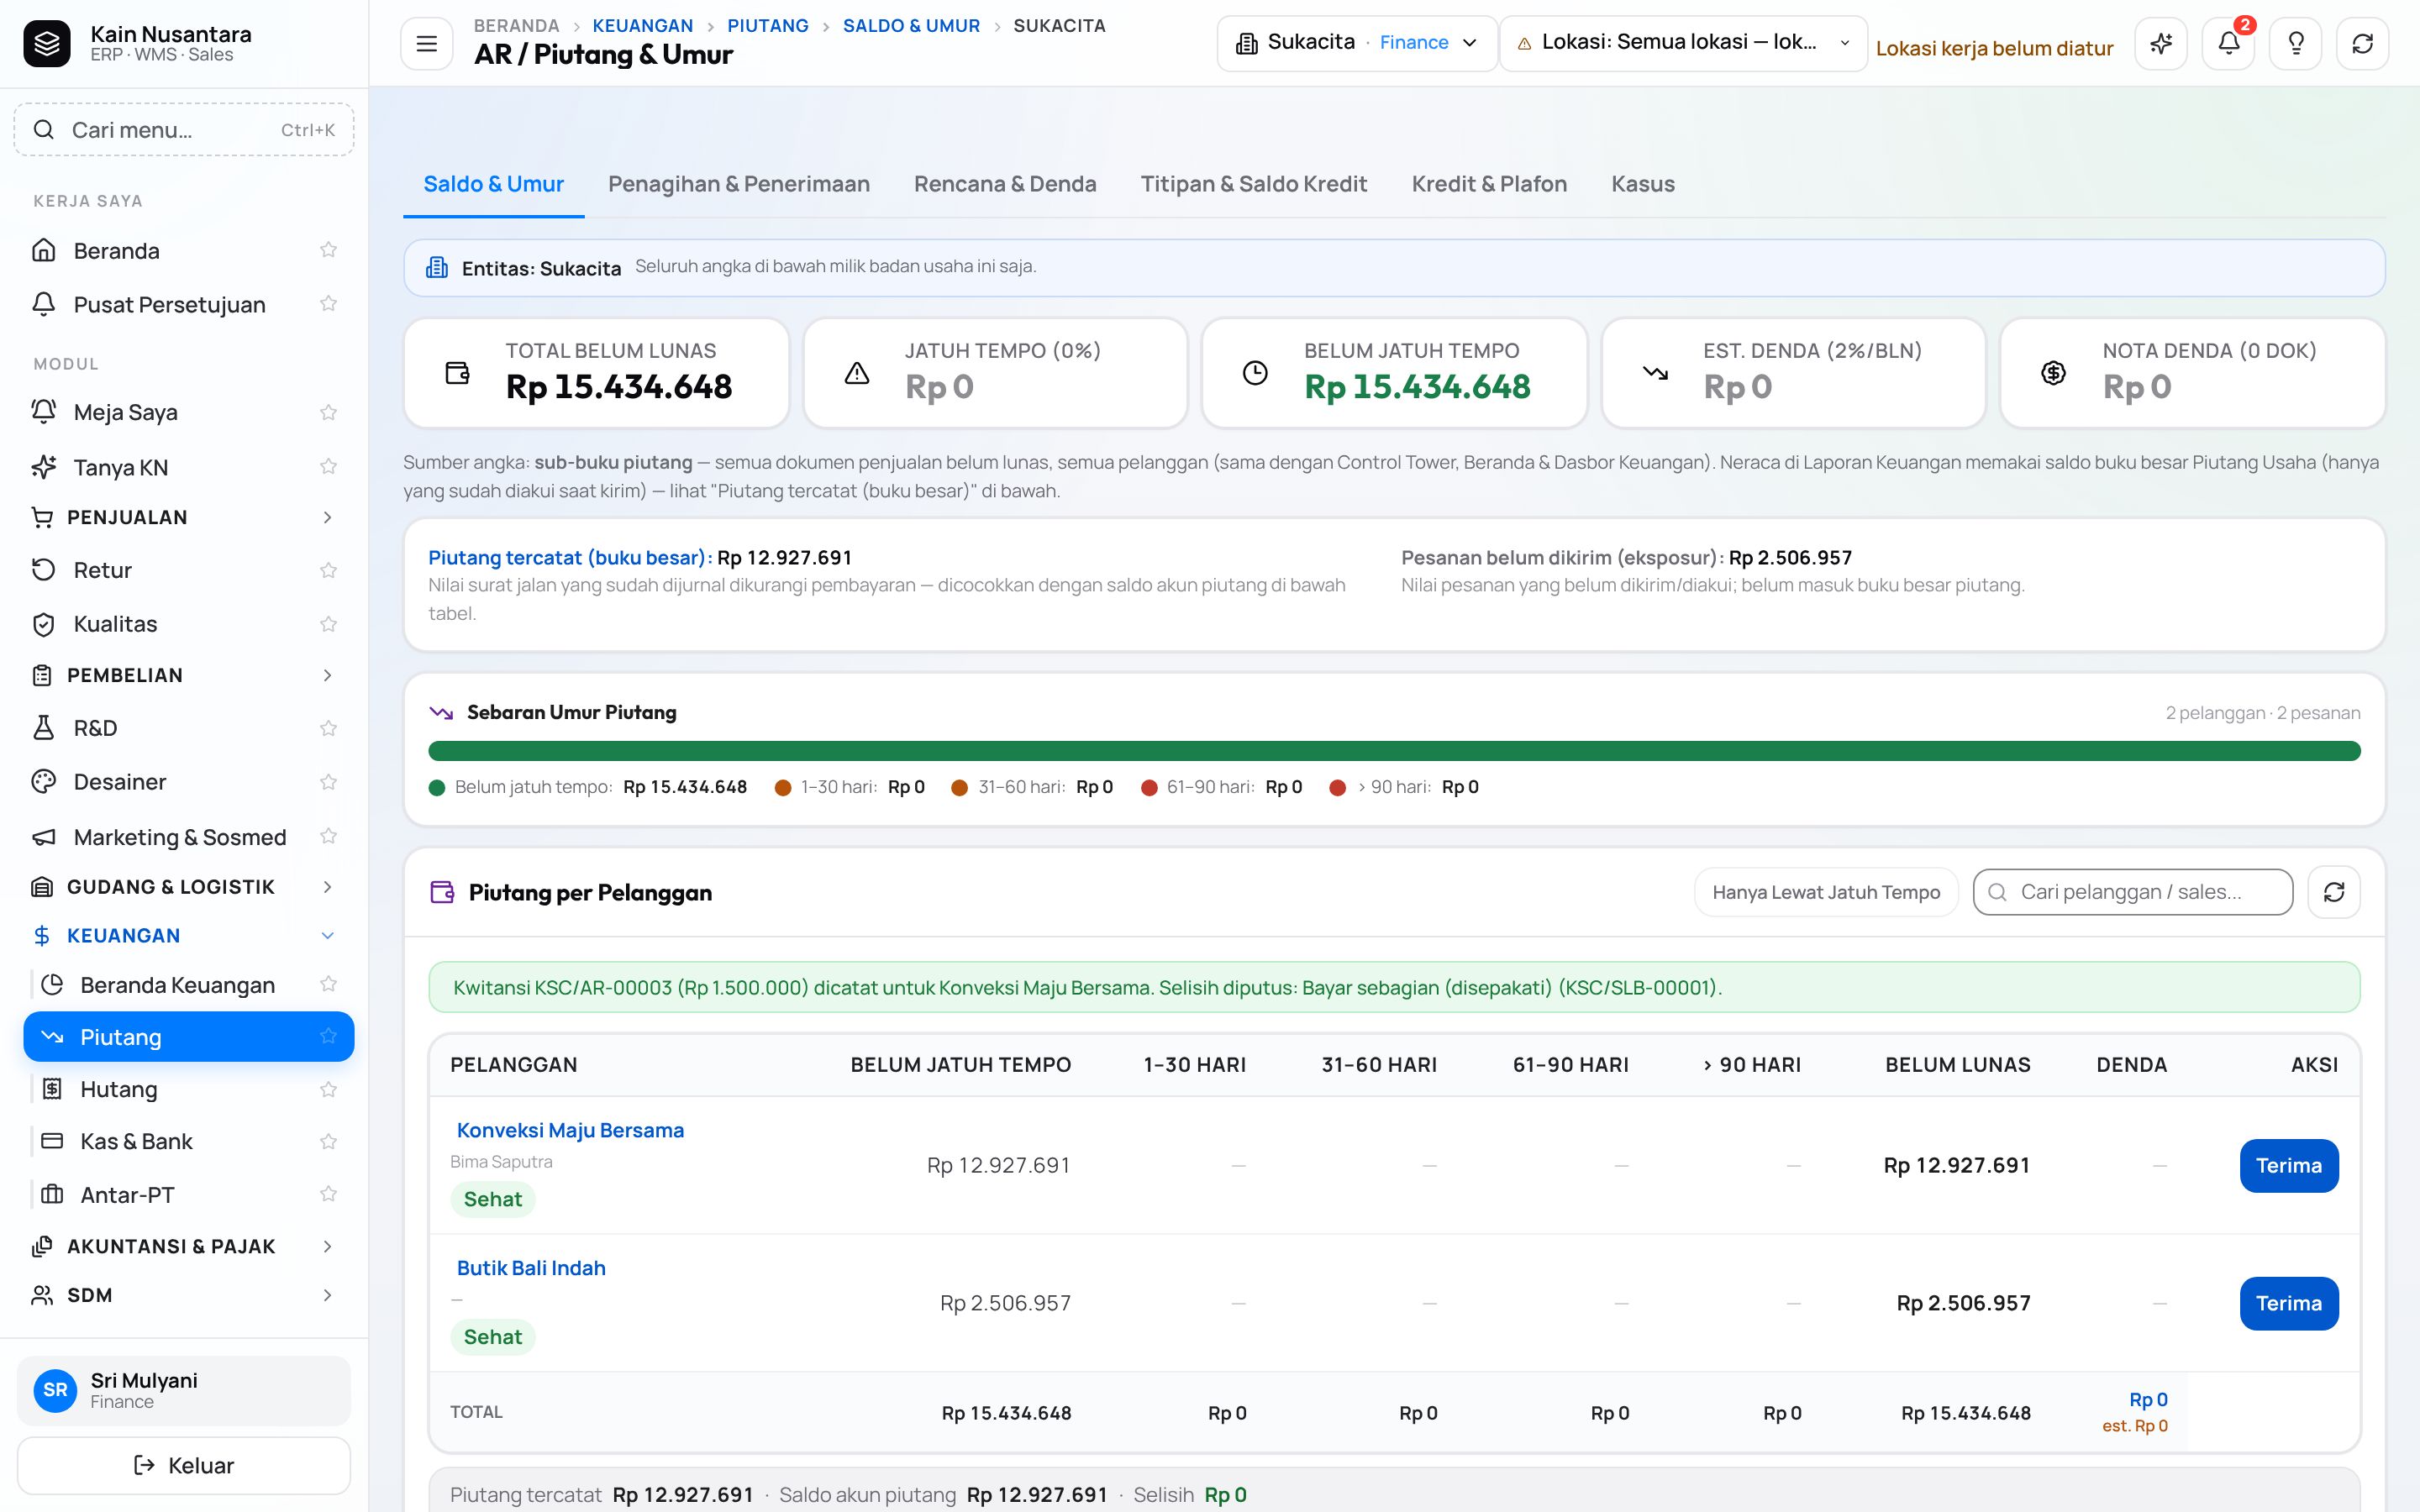 Kain Nusantara
ERP · WMS · Sales
Cari menu...
Ctrl+K
KERJA SAYA
Beranda
Pusat Persetujuan
MODUL
Meja Saya
Tanya KN
PENJUALAN
Retur
Kualitas
PEMBELIAN
R&D
Desainer
Marketing & Sosmed
GUDANG & LOGISTIK
KEUANGAN
Beranda Keuangan
Piutang
Hutang
Kas & Bank
Antar-PT
AKUNTANSI & PAJAK
SDM
SR
Sri Mulyani
Finance
Keluar
BERANDA › KEUANGAN › PIUTANG › SALDO & UMUR › SUKACITA
AR / Piutang & Umur
Sukacita · Finance
Lokasi: Semua lokasi — lok...
Lokasi kerja belum diatur
2
Saldo & Umur
Penagihan & Penerimaan
Rencana & Denda
Titipan & Saldo Kredit
Kredit & Plafon
Kasus
Entitas: Sukacita Seluruh angka di bawah milik badan usaha ini saja.
TOTAL BELUM LUNAS
Rp 15.434.648
JATUH TEMPO (0%)
Rp 0
BELUM JATUH TEMPO
Rp 15.434.648
EST. DENDA (2%/BLN)
Rp 0
NOTA DENDA (0 DOK)
Rp 0
Sumber angka: sub-buku piutang — semua dokumen penjualan belum lunas, semua pelanggan (sama dengan Control Tower, Beranda & Dasbor Keuangan). Neraca di Laporan Keuangan memakai saldo buku besar Piutang Usaha (hanya
yang sudah diakui saat kirim) — lihat "Piutang tercatat (buku besar)" di bawah.
Piutang tercatat (buku besar): Rp 12.927.691
Nilai surat jalan yang sudah dijurnal dikurangi pembayaran — dicocokkan dengan saldo akun piutang di bawah
tabel.
Pesanan belum dikirim (eksposur): Rp 2.506.957
Nilai pesanan yang belum dikirim/diakui; belum masuk buku besar piutang.
Sebaran Umur Piutang
2 pelanggan · 2 pesanan
Belum jatuh tempo: Rp 15.434.648
1–30 hari: Rp 0
31–60 hari: Rp 0
61–90 hari: Rp 0
> 90 hari: Rp 0
Piutang per Pelanggan
Hanya Lewat Jatuh Tempo
Cari pelanggan / sales...
Kwitansi KSC/AR-00003 (Rp 1.500.000) dicatat untuk Konveksi Maju Bersama. Selisih diputus: Bayar sebagian (disepakati) (KSC/SLB-00001).
PELANGGAN BELUM JATUH TEMPO 1–30 HARI 31–60 HARI 61–90 HARI > 90 HARI BELUM LUNAS DENDA AKSI
Konveksi Maju Bersama
Bima Saputra
Sehat
Rp 12.927.691 — — — — Rp 12.927.691 — Terima
Butik Bali Indah
—
Sehat
Rp 2.506.957 — — — — Rp 2.506.957 — Terima
TOTAL Rp 15.434.648 Rp 0 Rp 0 Rp 0 Rp 0 Rp 15.434.648 Rp 0
est. Rp 0
Piutang tercatat Rp 12.927.691 · Saldo akun piutang Rp 12.927.691 · Selisih Rp 0